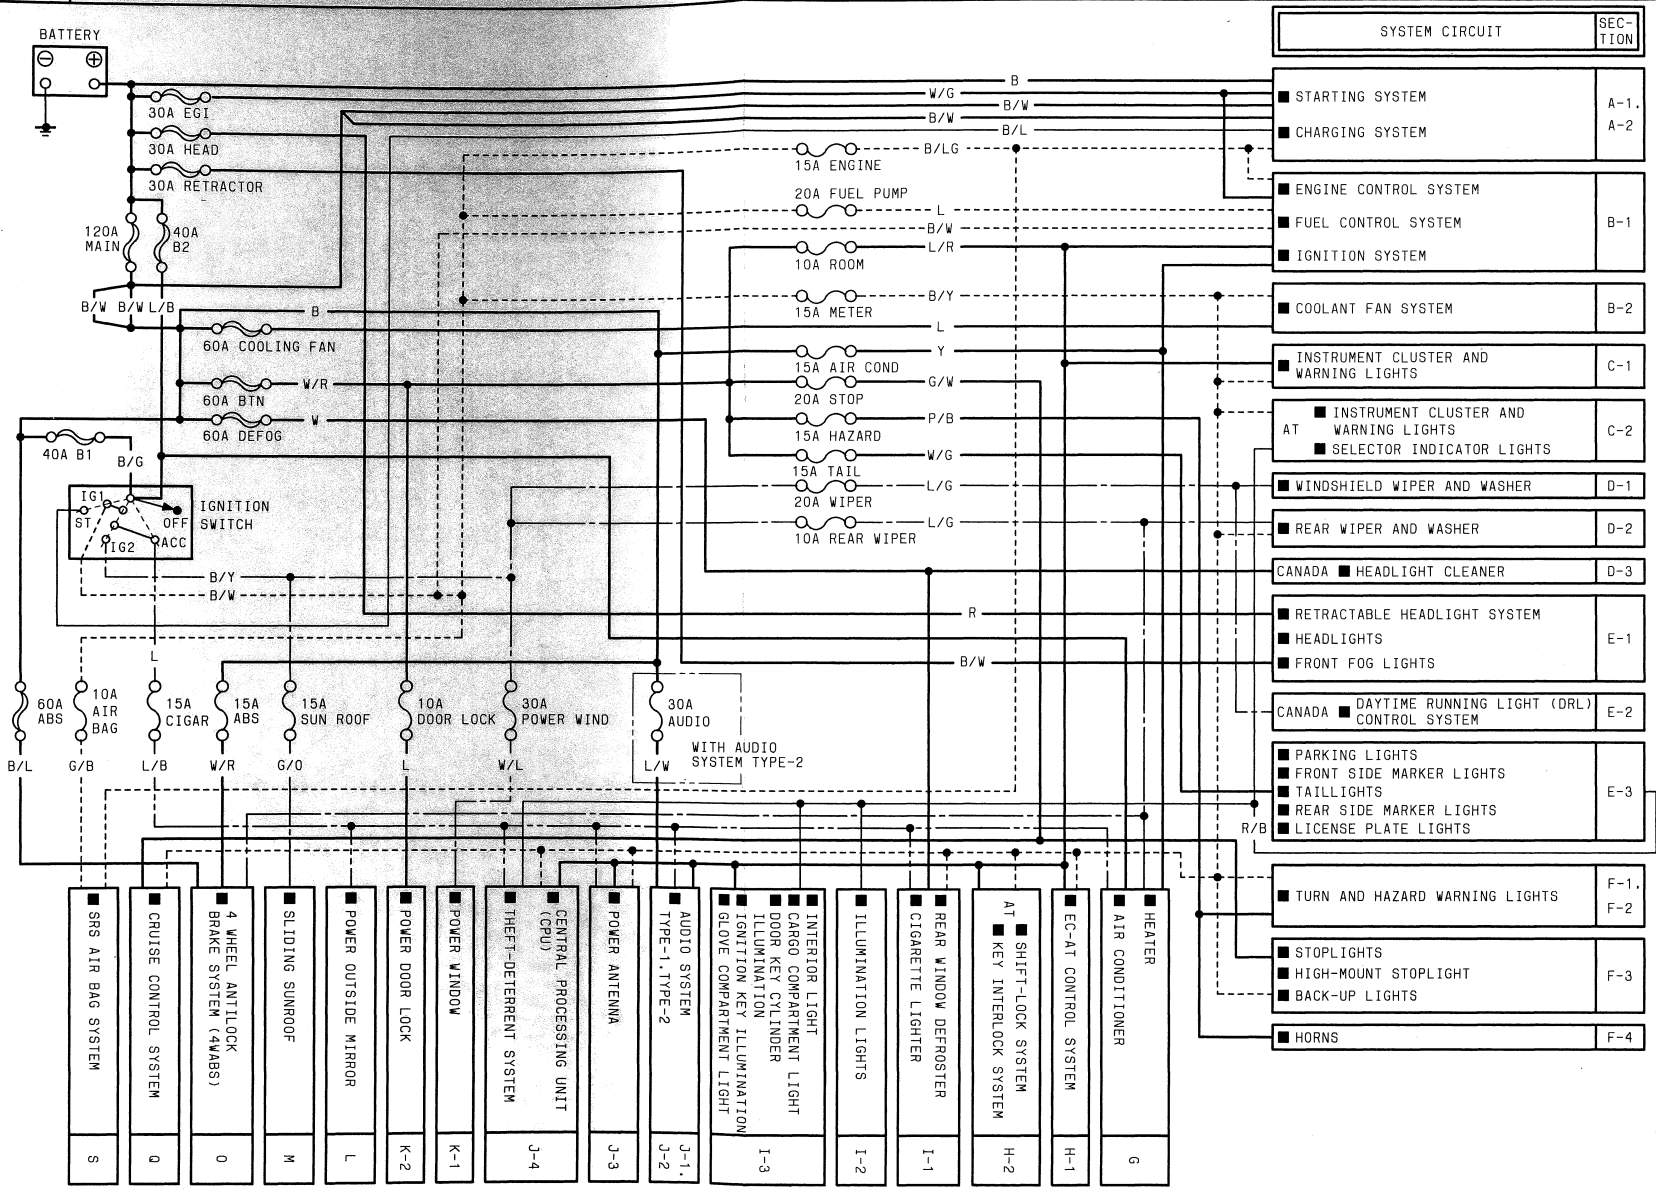 BATTERY
SYSTEM CIRCUIT
SEC-
TION
30A EGI
30A HEAD
30A RETRACTOR
120A
MAIN
40A
B2
B/W B/W L/B
B
60A COOLING FAN
60A BTN
W/R
60A DEFOG
W
40A B1
B/G
IG1
ST
OFF
IG2
ACC
IGNITION
SWITCH
B/Y
B/W
B
W/G
B/W
B/W
B/L
15A ENGINE
B/LG
20A FUEL PUMP
L
B/W
10A ROOM
L/R
15A METER
B/Y
L
15A AIR COND
Y
20A STOP
G/W
15A HAZARD
P/B
15A TAIL
W/G
20A WIPER
L/G
10A REAR WIPER
L/G
R
B/W
R/B
L
60A
ABS
B/L
10A
AIR
BAG
G/B
15A
CIGAR
L/B
15A
ABS
W/R
15A
SUN ROOF
G/O
10A
DOOR LOCK
L
30A
POWER WIND
W/L
30A
AUDIO
L/W
WITH AUDIO
SYSTEM TYPE-2
■ STARTING SYSTEM
■ CHARGING SYSTEM
A-1.
A-2
■ ENGINE CONTROL SYSTEM
■ FUEL CONTROL SYSTEM
■ IGNITION SYSTEM
B-1
■ COOLANT FAN SYSTEM
B-2
■ INSTRUMENT CLUSTER AND
WARNING LIGHTS
C-1
AT
■ INSTRUMENT CLUSTER AND
WARNING LIGHTS
■ SELECTOR INDICATOR LIGHTS
C-2
■ WINDSHIELD WIPER AND WASHER
D-1
■ REAR WIPER AND WASHER
D-2
CANADA ■ HEADLIGHT CLEANER
D-3
■ RETRACTABLE HEADLIGHT SYSTEM
■ HEADLIGHTS
■ FRONT FOG LIGHTS
E-1
CANADA ■ DAYTIME RUNNING LIGHT (DRL)
CONTROL SYSTEM
E-2
■ PARKING LIGHTS
■ FRONT SIDE MARKER LIGHTS
■ TAILLIGHTS
■ REAR SIDE MARKER LIGHTS
■ LICENSE PLATE LIGHTS
E-3
■ TURN AND HAZARD WARNING LIGHTS
F-1.
F-2
■ STOPLIGHTS
■ HIGH-MOUNT STOPLIGHT
■ BACK-UP LIGHTS
F-3
■ HORNS
F-4
■ SRS AIR BAG SYSTEM
S
■ CRUISE CONTROL SYSTEM
Q
■ 4 WHEEL ANTILOCK
BRAKE SYSTEM (4WABS)
O
■ SLIDING SUNROOF
M
■ POWER OUTSIDE MIRROR
L
■ POWER DOOR LOCK
K-2
■ POWER WINDOW
K-1
■ CENTRAL PROCESSING UNIT
(CPU)
■ THEFT-DETERRENT SYSTEM
J-4
■ POWER ANTENNA
J-3
■ AUDIO SYSTEM
TYPE-1.TYPE-2
J-1.
J-2
■ INTERIOR LIGHT
■ CARGO COMPARTMENT LIGHT
■ DOOR KEY CYLINDER
ILLUMINATION
■ IGNITION KEY ILLUMINATION
■ GLOVE COMPARTMENT LIGHT
I-3
■ ILLUMINATION LIGHTS
I-2
■ REAR WINDOW DEFROSTER
■ CIGARETTE LIGHTER
I-1
AT
■ SHIFT-LOCK SYSTEM
■ KEY INTERLOCK SYSTEM
H-2
■ EC-AT CONTROL SYSTEM
H-1
■ HEATER
■ AIR CONDITIONER
G